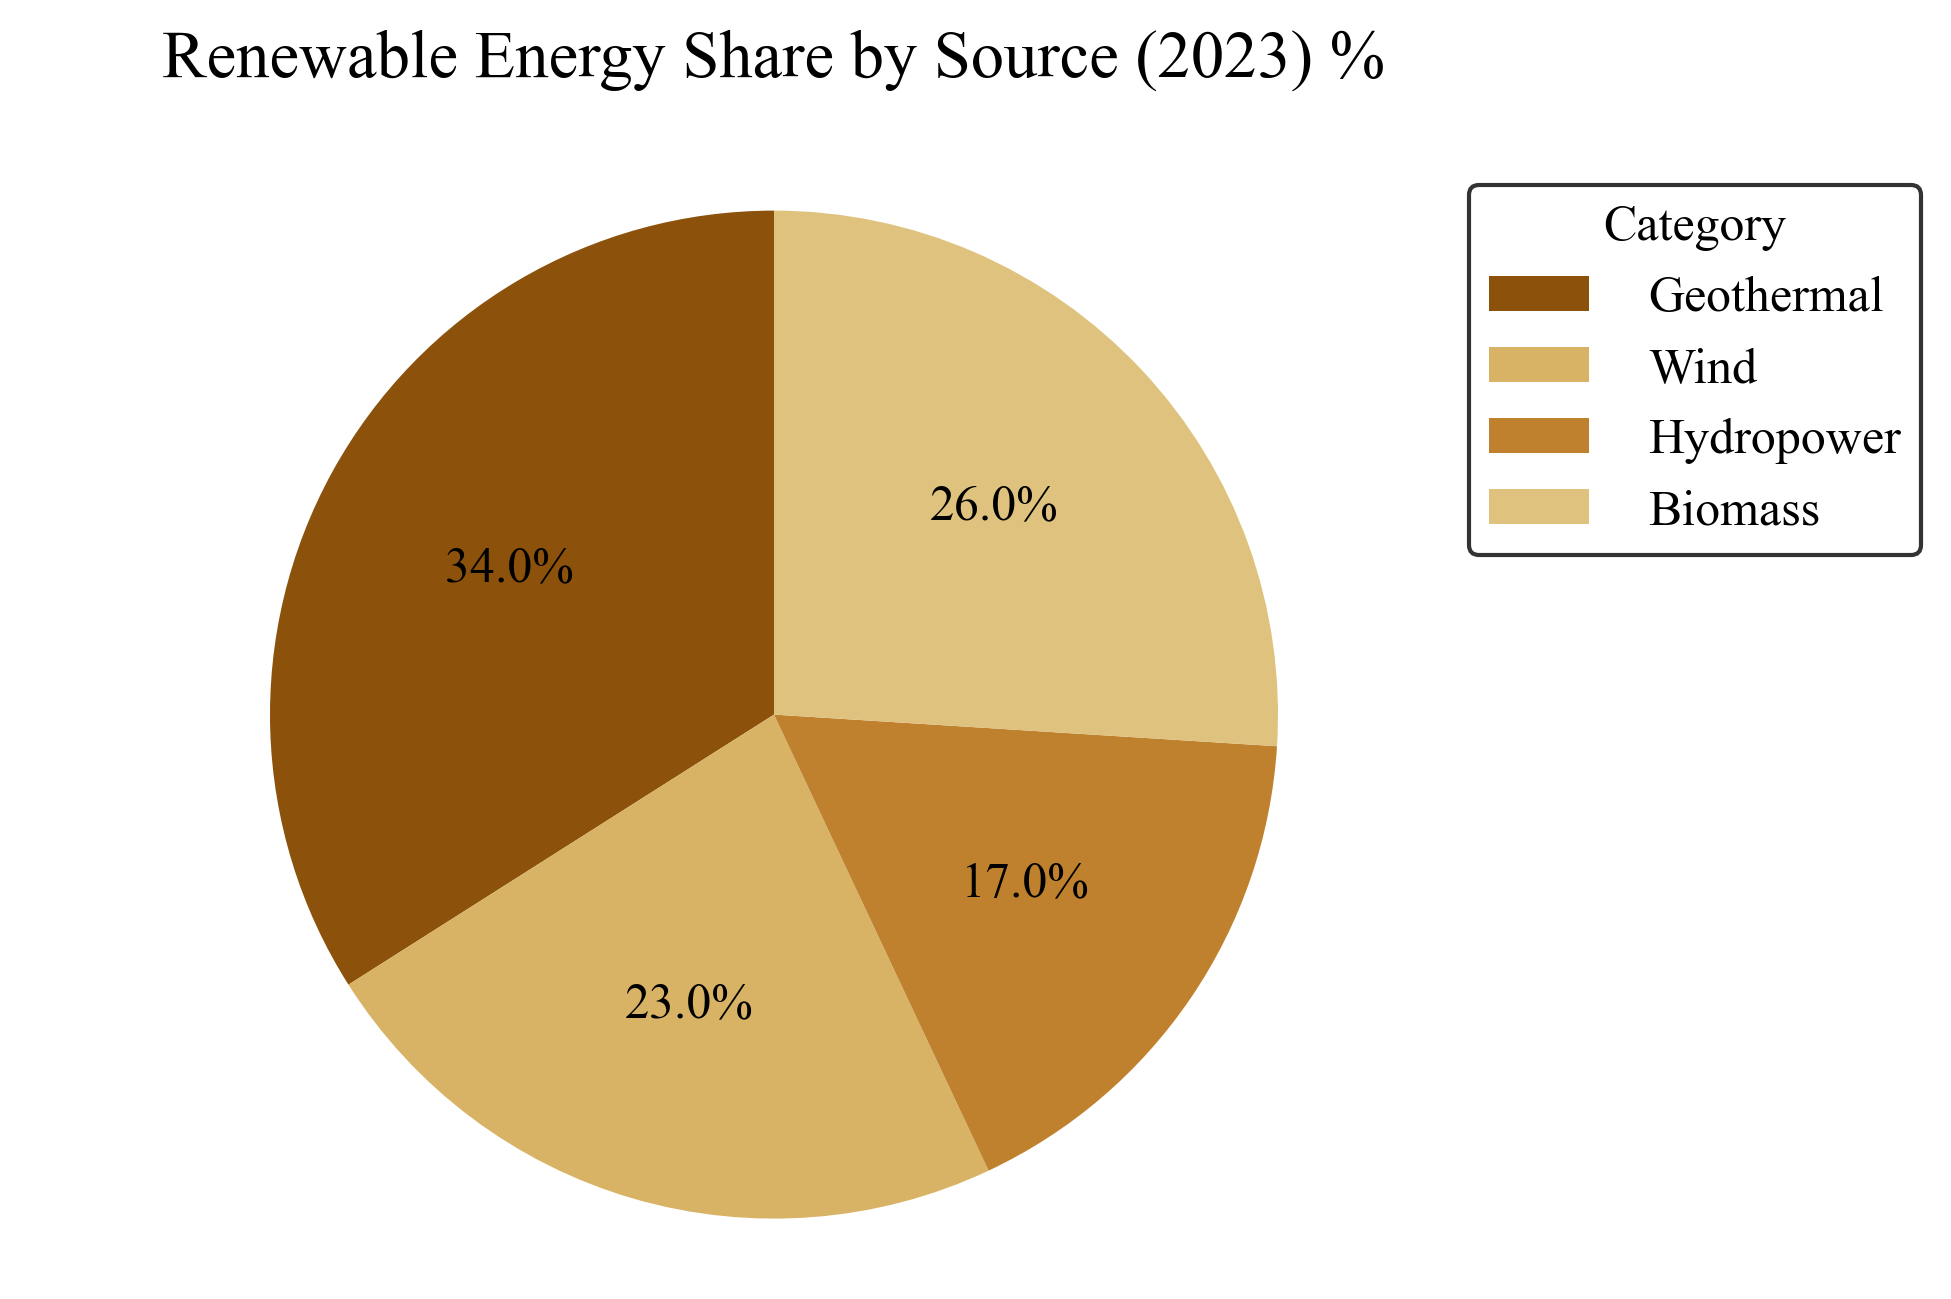 Renewable Energy Share by Source (2023) %
Category
Geothermal
Wind
Hydropower
Biomass
26.0%
34.0%
17.0%
23.0%